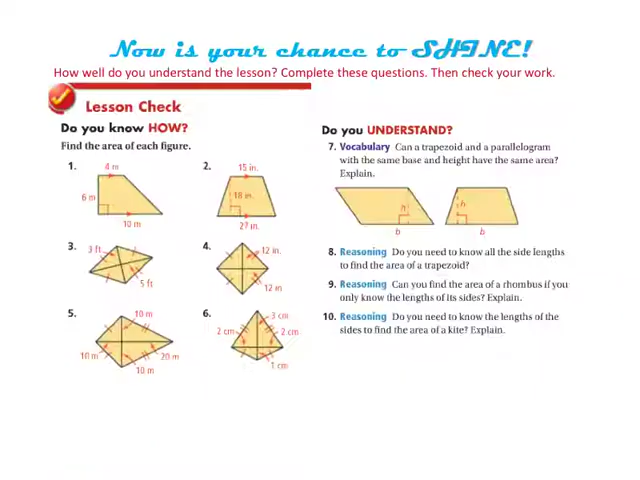 Now is your chance to SHINE!
How well do you understand the lesson? Complete these questions. Then check your work.
Lesson Check
Do you know HOW?
Find the area of each figure.
1.
4 m
6 m
10 m
2.
15 in.
18 in.
27 in.
3.
3 ft
5 ft
4.
12 in.
12 in
5.
10 m
10 m
20 m
10 m
6.
3 cm
2 cm
2 cm
1 cm
Do you UNDERSTAND?
7. Vocabulary Can a trapezoid and a parallelogram
with the same base and height have the same area?
Explain.
h
b
h
b
8. Reasoning Do you need to know all the side lengths
to find the area of a trapezoid?
9. Reasoning Can you find the area of a rhombus if you
only know the lengths of its sides? Explain.
10. Reasoning Do you need to know the lengths of the
sides to find the area of a kite? Explain.